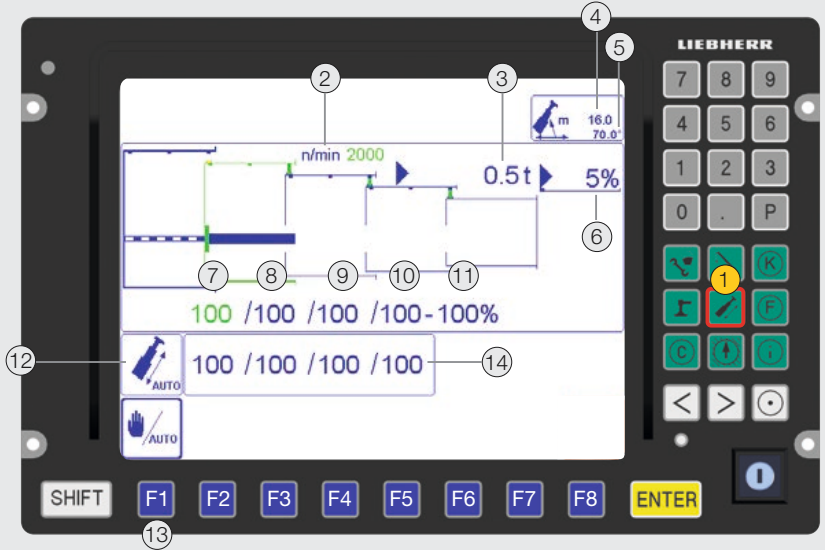 4
5
LIEBHERR
2
3
7 8 9
m 16.0
70.0°
4 5 6
n/min 2000
0.5 t 5%
1 2 3
6
0 . P
7 8 9 10 11
K
1
F
100 /100 /100 /100-100%
C i
12
AUTO
100 /100 /100 /100
14
< >
/AUTO
SHIFT F1 F2 F3 F4 F5 F6 F7 F8 ENTER
I
13